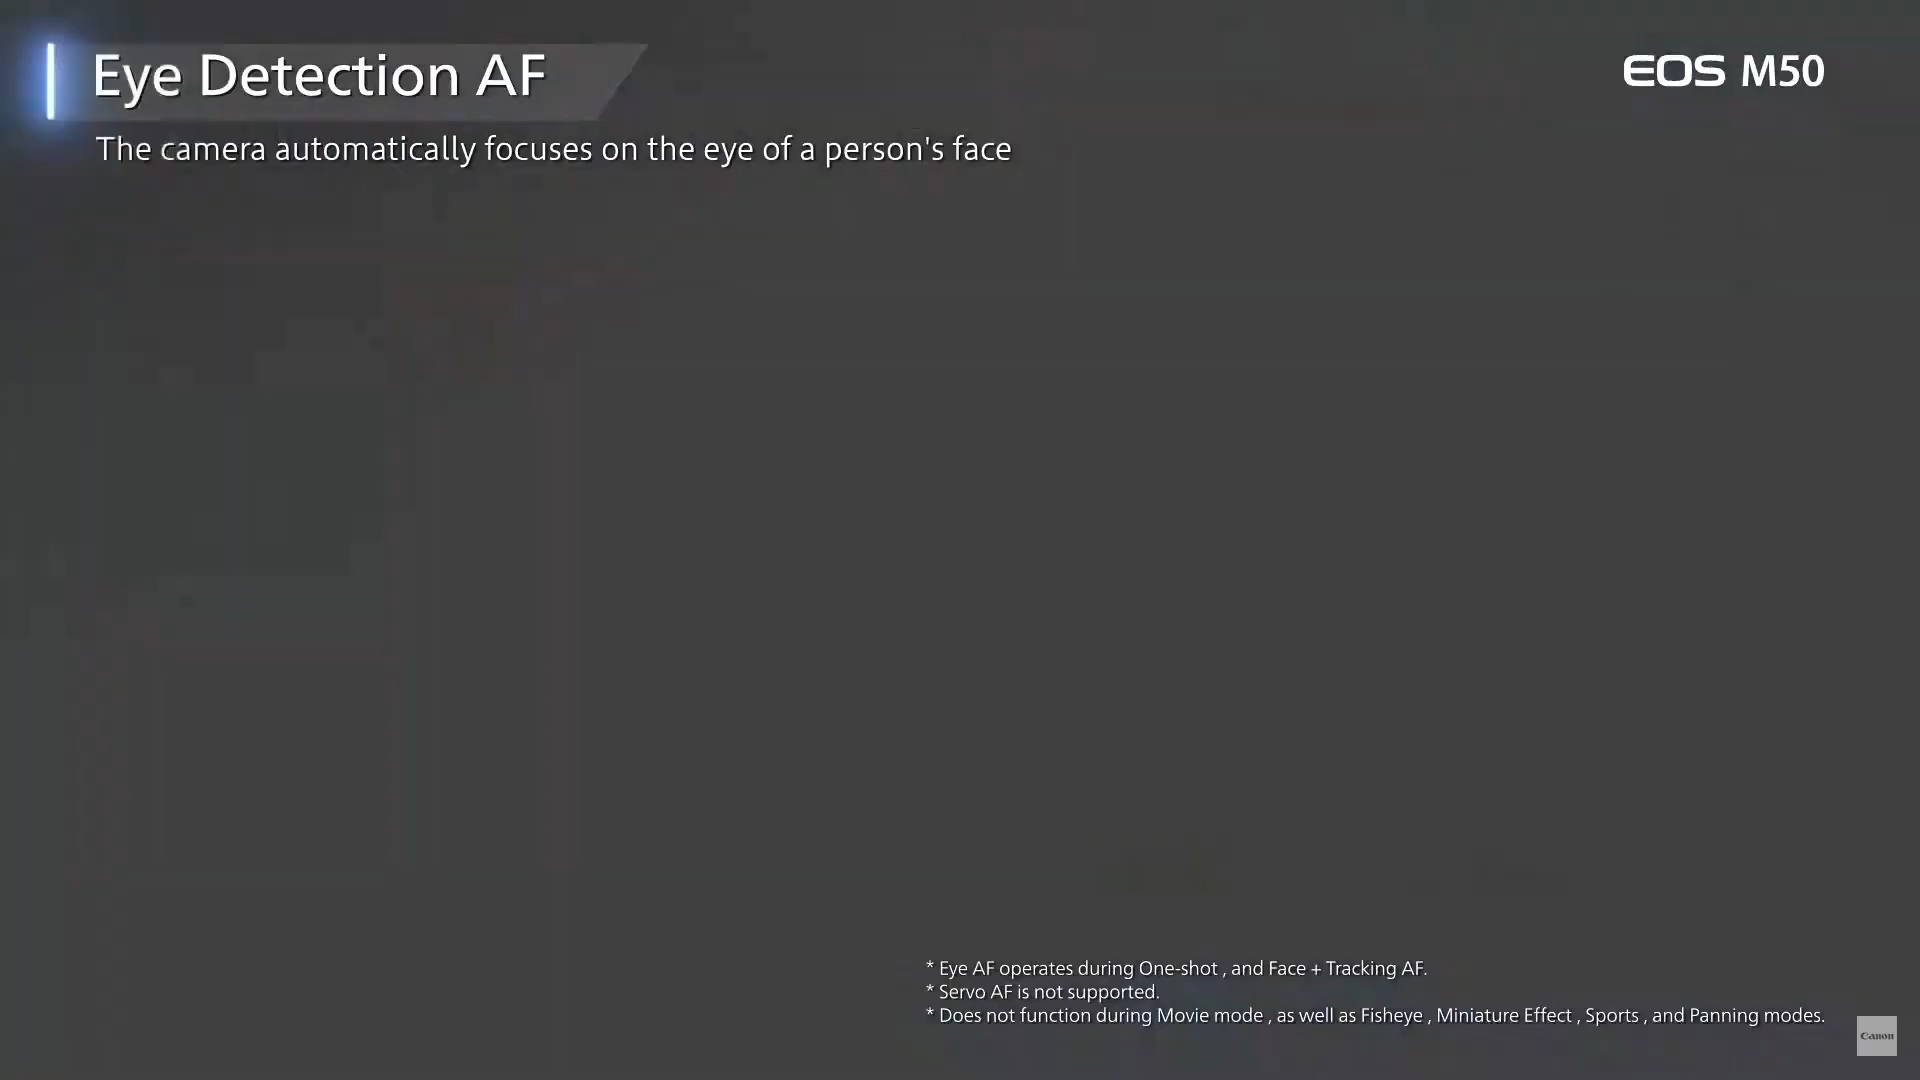 Eye Detection AF
EOS M50
The camera automatically focuses on the eye of a person's face
* Eye AF operates during One-shot , and Face + Tracking AF.
* Servo AF is not supported.
* Does not function during Movie mode , as well as Fisheye , Miniature Effect , Sports , and Panning modes.
Canon